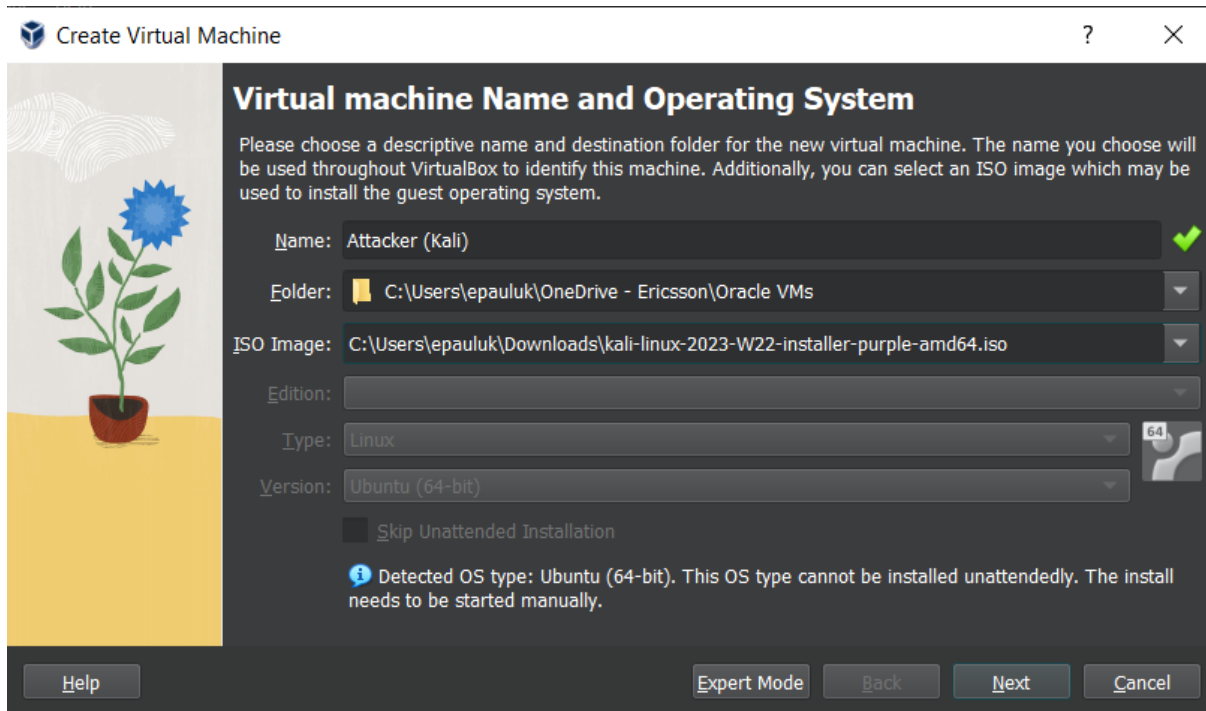 Create Virtual Machine
?
Virtual machine Name and Operating System
Please choose a descriptive name and destination folder for the new virtual machine. The name you choose will
be used throughout VirtualBox to identify this machine. Additionally, you can select an ISO image which may be
used to install the guest operating system.
Name: Attacker (Kali)
Folder: C:\Users\epauluk\OneDrive - Ericsson\Oracle VMs
ISO Image: C:\Users\epauluk\Downloads\kali-linux-2023-W22-installer-purple-amd64.iso
Edition:
Type: Linux
64
Version: Ubuntu (64-bit)
Skip Unattended Installation
Detected OS type: Ubuntu (64-bit). This OS type cannot be installed unattendedly. The install
needs to be started manually.
Help Expert Mode Back Next Cancel